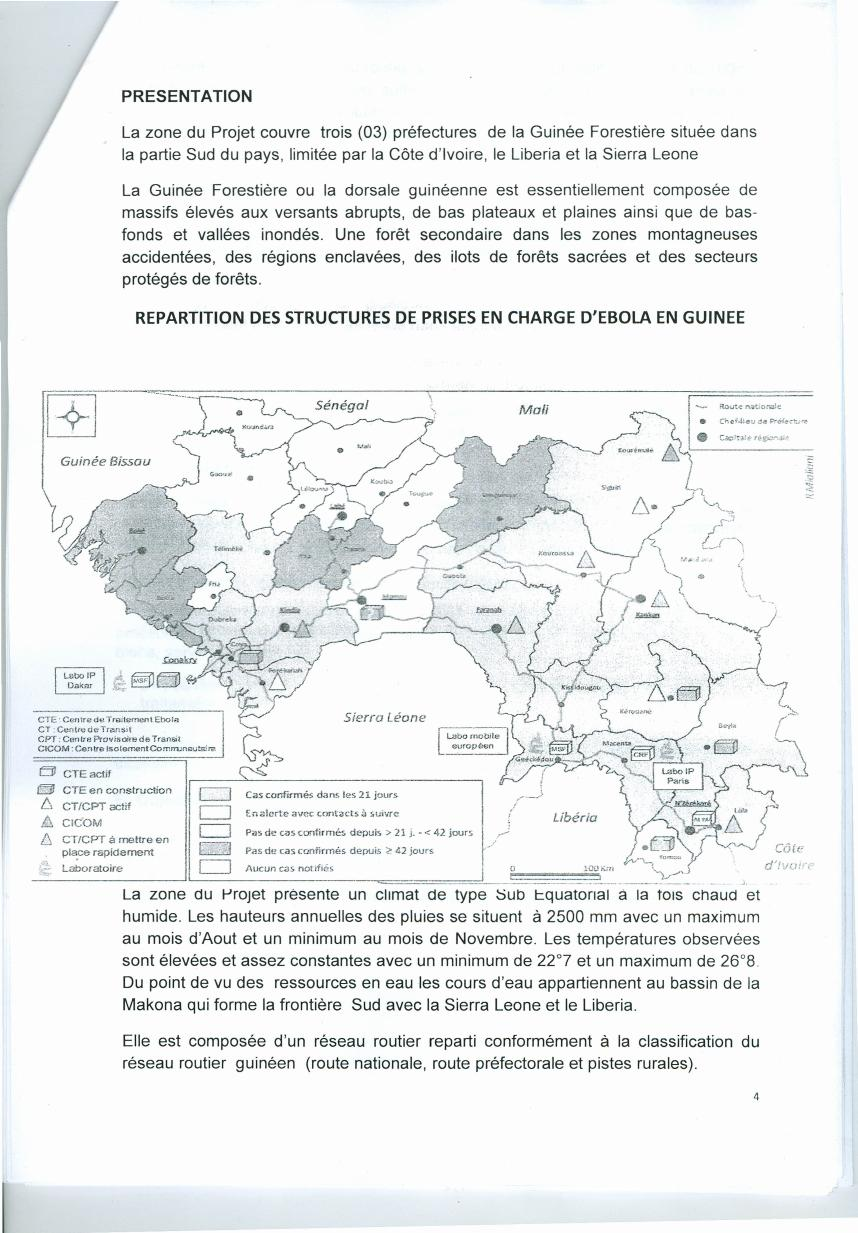 PRESENTATION
La zone du Projet couvre trois (03) préfectures de la Guinée Forestière située dans
la partie Sud du pays, limitée par la Côte d'Ivoire, le Liberia et la Sierra Leone
La Guinée Forestière ou la dorsale guinéenne est essentiellement composée de
massifs élevés aux versants abrupts, de bas plateaux et plaines ainsi que de bas-
fonds et vallées inondés. Une forêt secondaire dans les zones montagneuses
accidentées, des régions enclavées, des ilots de forêts sacrées et des secteurs
protégés de forêts.
REPARTITION DES STRUCTURES DE PRISES EN CHARGE D'EBOLA EN GUINEE
Sénégal
Mali
Route nationale
Chef-lieu de Préfecture
Capitale régionale
Koundara
Mali
Kourémalé
Guinée Bissau
Gaoual
Koubia
Lélouma
Tougue
Labé
Siguiri
Télimélé
Kouroussa
Fria
Mamou
Faranah
Kankan
Kindia
Dubreka
Coya
Conakry
Forékariah
Labo IP
Dakar
MSF
Kissidougou
Kérouané
Beyla
Sierra Léone
CTE : Centre de Traitement Ebola
CT : Centre de Transit
CPT : Centre Provisoire de Transit
CICOM : Centre Isolement Communautaire
Labo mobile
européen
MSF
Macenta
CRF
Guéckédou
Labo IP
Paris
N'Zérékoré
Lola
Yomou
Libéria
Côte
d'Ivoire
CTE actif
CTE en construction
CT/CPT actif
CICOM
CT/CPT à mettre en
place rapidement
Laboratoire
Cas confirmés dans les 21 jours
En alerte avec contacts à suivre
Pas de cas confirmés depuis > 21 j. - < 42 jours
Pas de cas confirmés depuis ≥ 42 jours
Aucun cas notifiés
0 100 Km
La zone du Projet présente un climat de type Sub Equatorial à la fois chaud et
humide. Les hauteurs annuelles des pluies se situent à 2500 mm avec un maximum
au mois d'Aout et un minimum au mois de Novembre. Les températures observées
sont élevées et assez constantes avec un minimum de 22°7 et un maximum de 26°8.
Du point de vu des ressources en eau les cours d'eau appartiennent au bassin de la
Makona qui forme la frontière Sud avec la Sierra Leone et le Liberia.
Elle est composée d'un réseau routier reparti conformément à la classification du
réseau routier guinéen (route nationale, route préfectorale et pistes rurales).
4